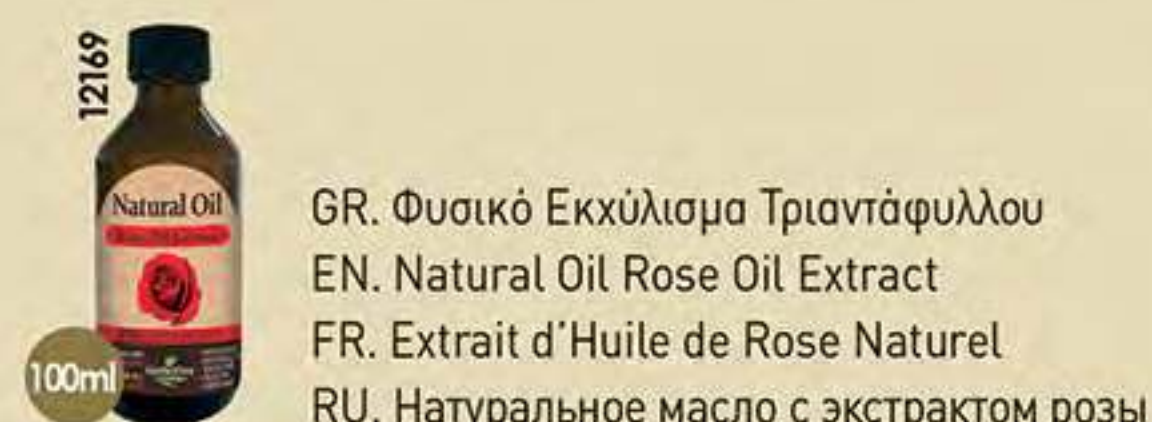 12169
Natural Oil
100ml
GR. Φυσικό Εκχύλισμα Τριαντάφυλλου
EN. Natural Oil Rose Oil Extract
FR. Extrait d'Huile de Rose Naturel
RU. Натуральное масло с экстрактом розы